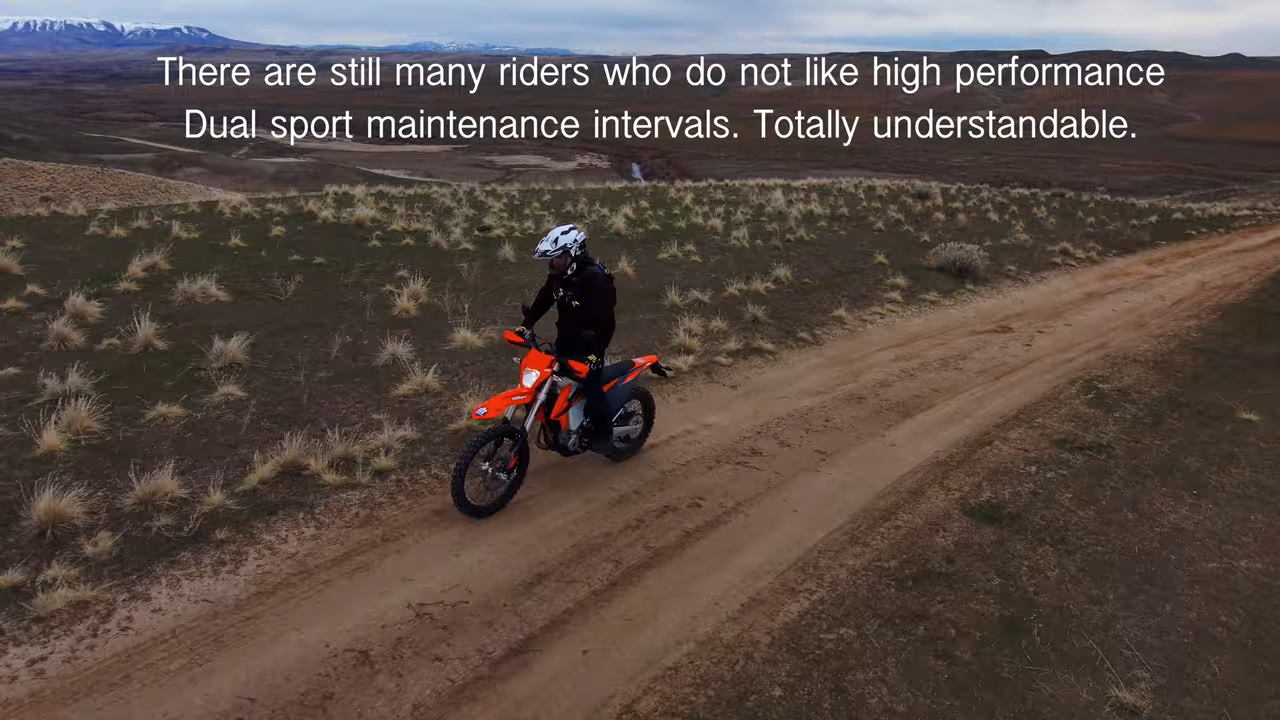 There are still many riders who do not like high performance
Dual sport maintenance intervals. Totally understandable.